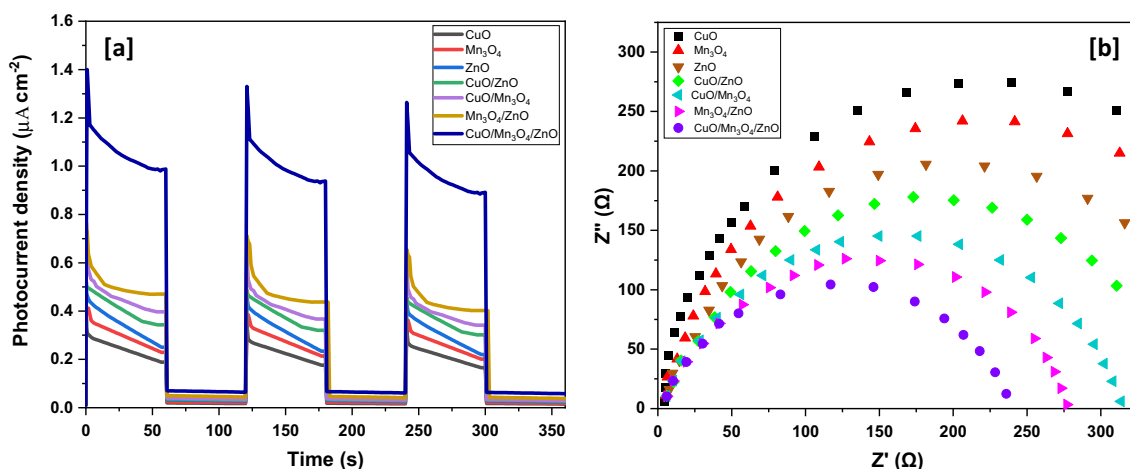 [a]
Photocurrent density (μA cm⁻²)
1.6
1.4
1.2
1.0
0.8
0.6
0.4
0.2
0.0
CuO
Mn₃O₄
ZnO
CuO/ZnO
CuO/Mn₃O₄
Mn₃O₄/ZnO
CuO/Mn₃O₄/ZnO
0 50 100 150 200 250 300 350
Time (s)
[b]
Z'' (Ω)
300
250
200
150
100
50
0
CuO
Mn₃O₄
ZnO
CuO/ZnO
CuO/Mn₃O₄
Mn₃O₄/ZnO
CuO/Mn₃O₄/ZnO
0 50 100 150 200 250 300
Z' (Ω)